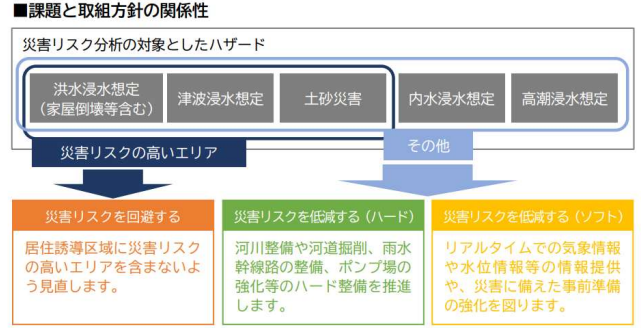 ■課題と取組方針の関係性
災害リスク分析の対象としたハザード
洪水浸水想定
（家屋倒壊等含む）
津波浸水想定
土砂災害
内水浸水想定
高潮浸水想定
災害リスクの高いエリア
その他
災害リスクを回避する
居住誘導区域に災害リスク
の高いエリアを含まないよ
う見直します。
災害リスクを低減する（ハード）
河川整備や河道掘削、雨水
幹線路の整備、ポンプ場の
強化等のハード整備を推進
します。
災害リスクを低減する（ソフト）
リアルタイムでの気象情報
や水位情報等の情報提供
や、災害に備えた事前準備
の強化を図ります。